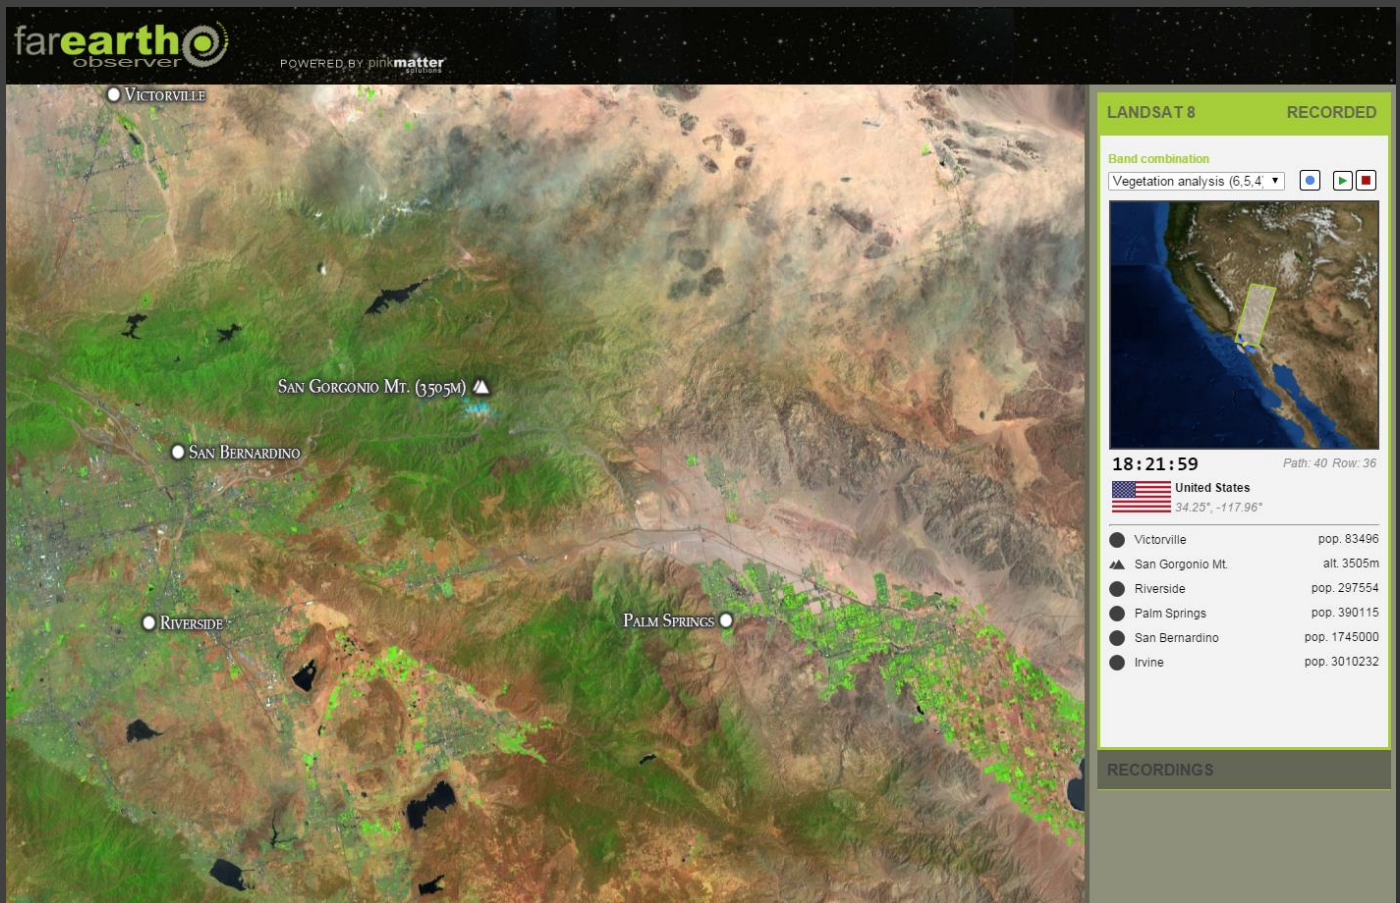 farearth
observer
POWERED BY pinkmatter
solutions
VICTORVILLE
SAN GORGONIO MT. (3505M)
SAN BERNARDINO
RIVERSIDE
PALM SPRINGS
LANDSAT 8 RECORDED
Band combination
Vegetation analysis (6,5,4
18:21:59 Path: 40 Row: 36
United States
34.25°, -117.96°
Victorville pop. 83496
San Gorgonio Mt. alt. 3505m
Riverside pop. 297554
Palm Springs pop. 390115
San Bernardino pop. 1745000
Irvine pop. 3010232
RECORDINGS